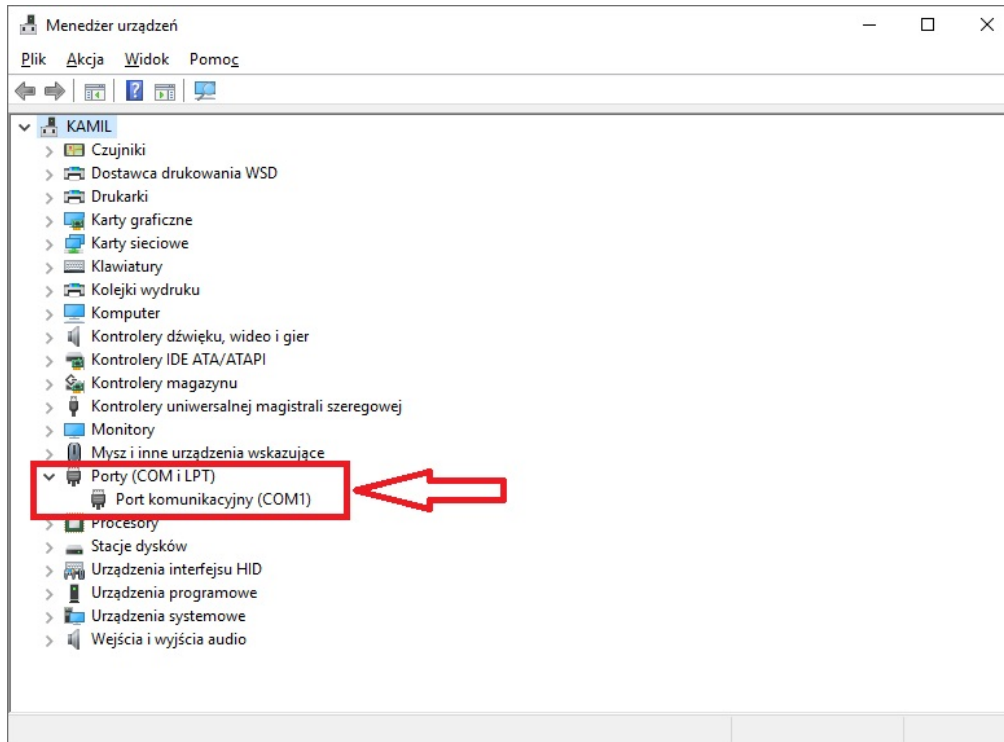 Menedżer urządzeń
Plik Akcja Widok Pomoc
KAMIL
Czujniki
Dostawca drukowania WSD
Drukarki
Karty graficzne
Karty sieciowe
Klawiatury
Kolejki wydruku
Komputer
Kontrolery dźwięku, wideo i gier
Kontrolery IDE ATA/ATAPI
Kontrolery magazynu
Kontrolery uniwersalnej magistrali szeregowej
Monitory
Mysz i inne urządzenia wskazujące
Porty (COM i LPT)
Port komunikacyjny (COM1)
Procesory
Stacje dysków
Urządzenia interfejsu HID
Urządzenia programowe
Urządzenia systemowe
Wejścia i wyjścia audio